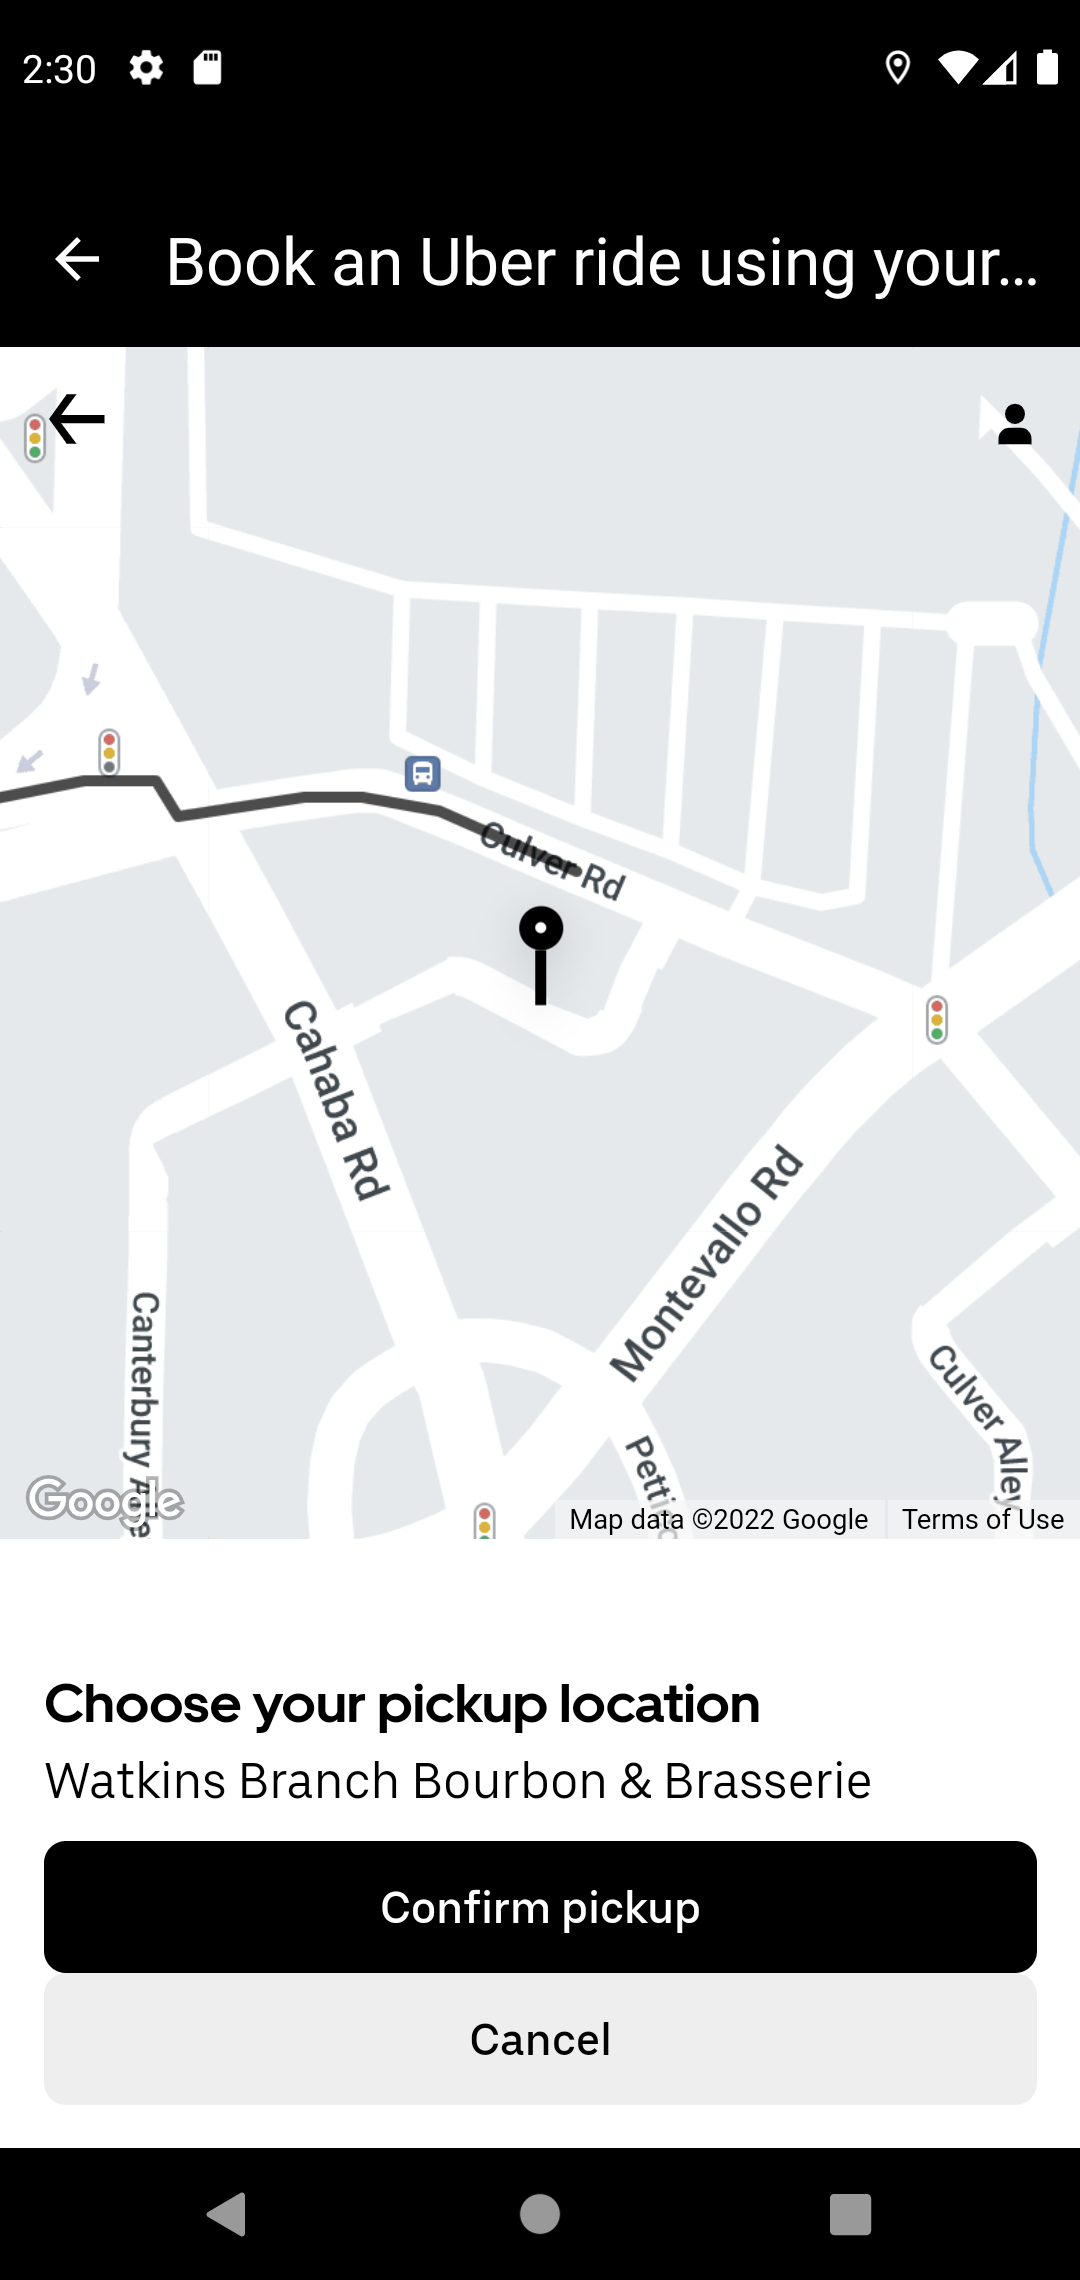 2:30
Book an Uber ride using your...
Culver Rd
Cahaba Rd
Montevallo Rd
Canterbury
Culver Alley
Google
Map data ©2022 Google
Terms of Use
Choose your pickup location
Watkins Branch Bourbon & Brasserie
Confirm pickup
Cancel